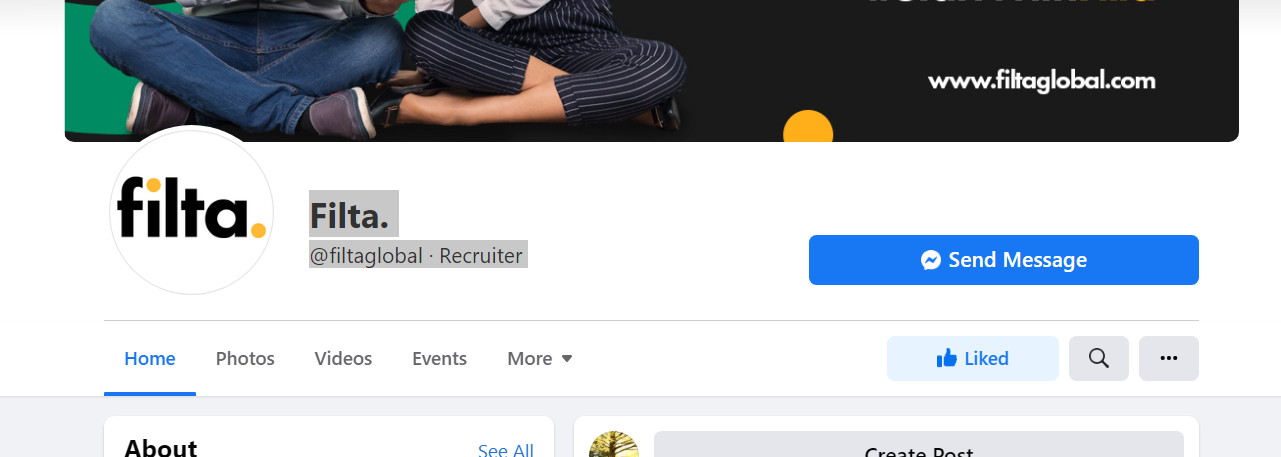 www.filtaglobal.com
filta.
Filta.
@filtaglobal · Recruiter
Send Message
Home Photos Videos Events More
Liked
About See All
Create Post